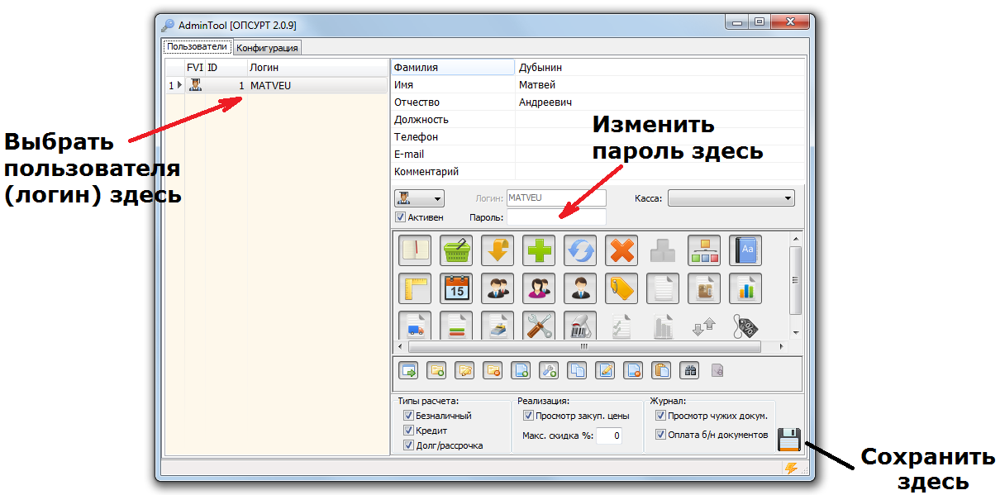 AdminTool [ОПСУРТ 2.0.9]
Пользователи Конфигурация
FVI ID Логин
1 1 MATVEU
Фамилия Дубынин
Имя Матвей
Отчество Андреевич
Должность
Телефон
E-mail
Комментарий
Выбрать
пользователя
(логин) здесь
Изменить
пароль здесь
Логин: MATVEU Касса:
Активен Пароль:
Aa
15
Типы расчета:
Безналичный
Кредит
Долг/рассрочка
Реализация:
Просмотр закуп. цены
Макс. скидка %: 0
Журнал:
Просмотр чужих докум.
Оплата б/н документов
Сохранить
здесь